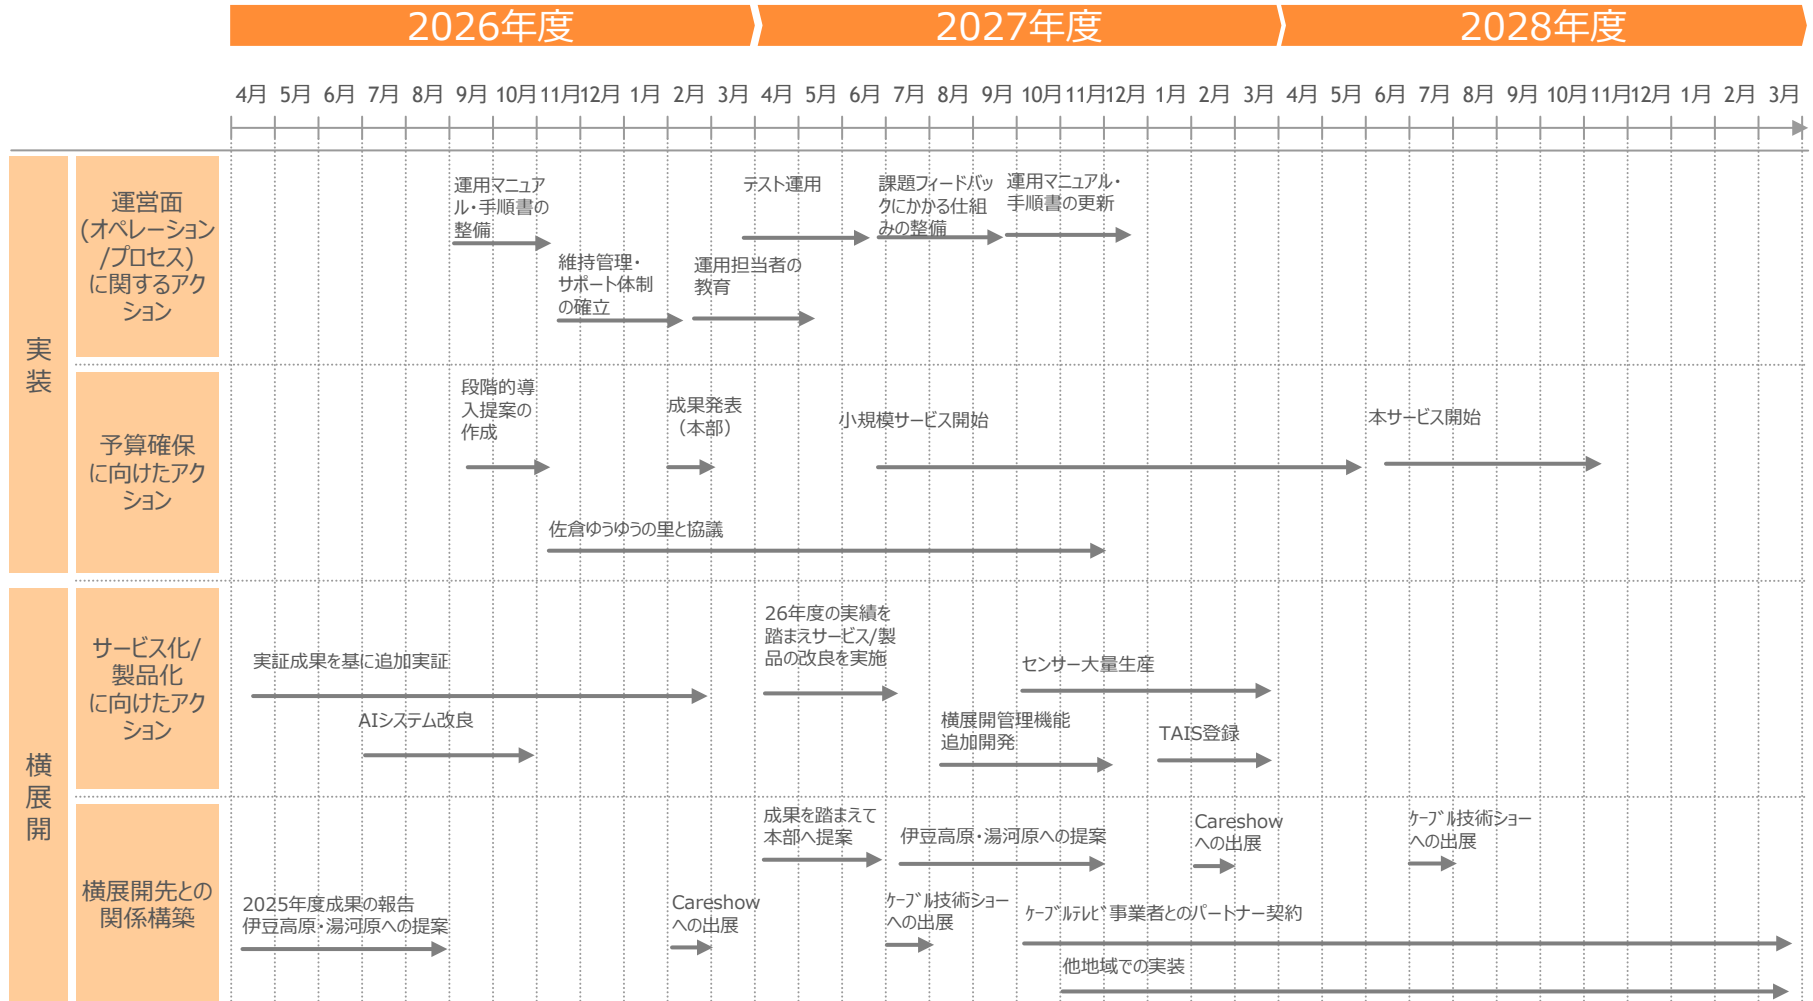 2026年度
2027年度
2028年度
4月 5月 6月 7月 8月 9月 10月 11月 12月 1月 2月 3月 4月 5月 6月 7月 8月 9月 10月 11月 12月 1月 2月 3月 4月 5月 6月 7月 8月 9月 10月 11月 12月 1月 2月 3月
実
装
運営面
(オペレーション
/プロセス)
に関するアク
ション
運用マニュア
ル・手順書の
整備
維持管理・
サポート体制
の確立
運用担当者の
教育
テスト運用
課題フィードバッ
クにかかる仕組
みの整備
運用マニュアル・
手順書の更新
予算確保
に向けたアク
ション
段階的導
入提案の
作成
成果発表
（本部）
小規模サービス開始
本サービス開始
佐倉ゆうゆうの里と協議
横
展
開
サービス化/
製品化
に向けたアク
ション
実証成果を基に追加実証
AIシステム改良
26年度の実績を
踏まえサービス/製
品の改良を実施
センサー大量生産
横展開管理機能
追加開発
TAIS登録
横展開先との
関係構築
2025年度成果の報告
伊豆高原・湯河原への提案
Careshow
への出展
成果を踏まえて
本部へ提案
伊豆高原・湯河原への提案
ｹｰﾌﾞﾙ技術ショー
への出展
Careshow
への出展
ｹｰﾌﾞﾙ技術ショー
への出展
ｹｰﾌﾞﾙﾃﾚﾋﾞ事業者とのパートナー契約
他地域での実装